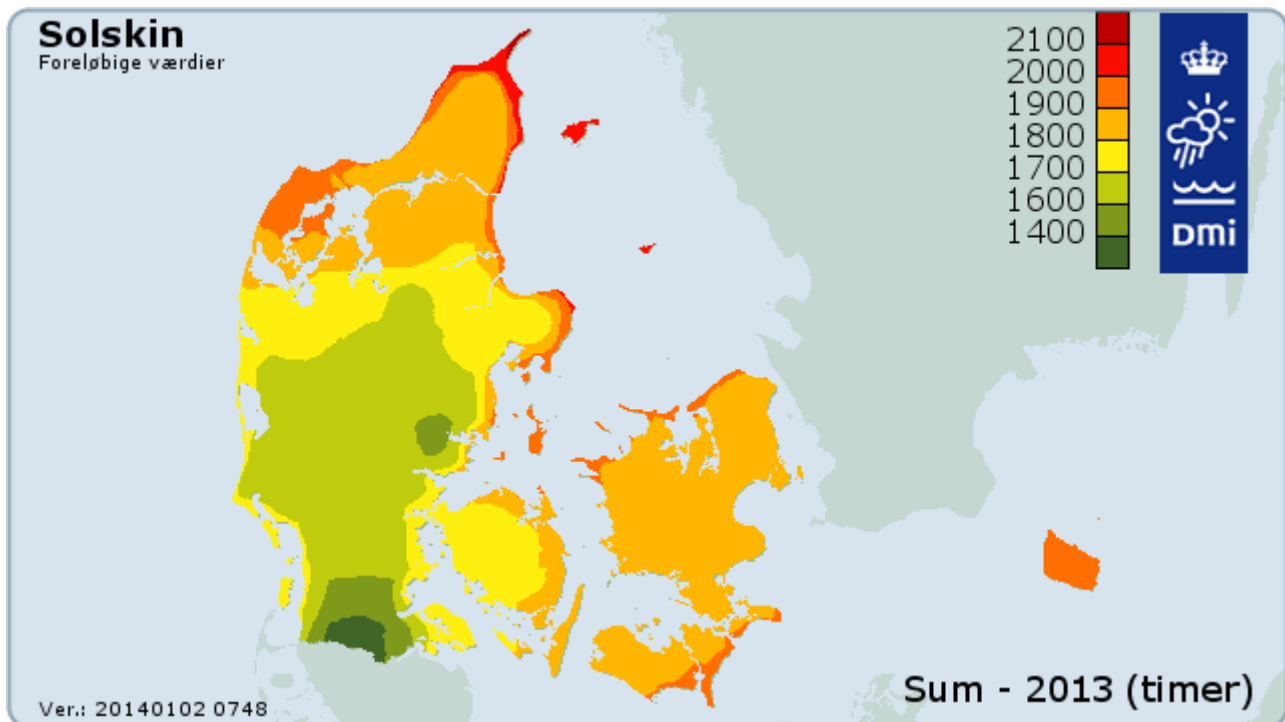 Solskin
Foreløbige værdier
2100
2000
1900
1800
1700
1600
1400
DMi
Sum - 2013 (timer)
Ver.: 20140102 0748